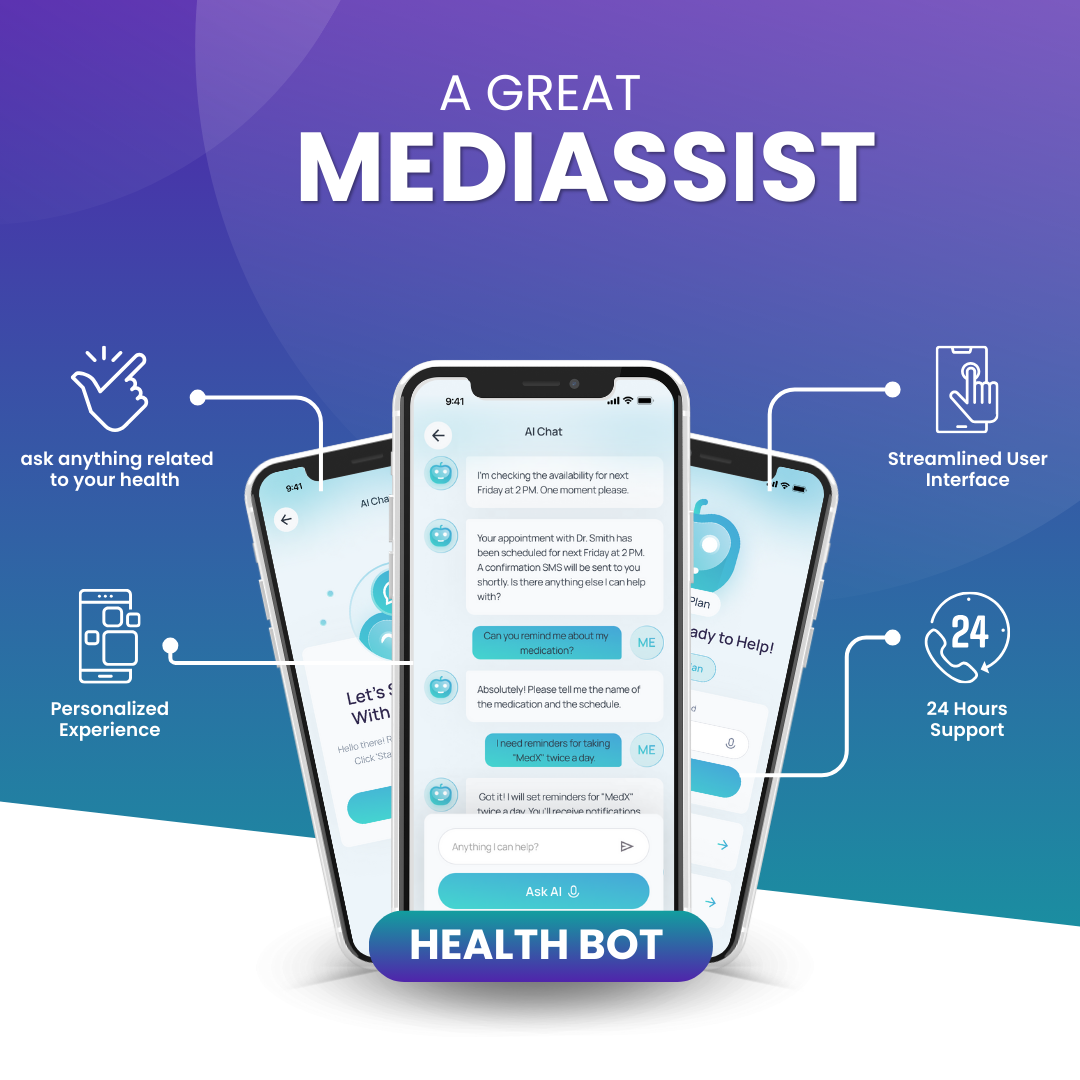 A GREAT
MEDIASSIST
ask anything related
to your health
Personalized
Experience
Streamlined User
Interface
24
24 Hours
Support
9:41
AI Cha
Let's S
With
Hello there!
Click 'Sta
9:41
AI Chat
I'm checking the availability for next
Friday at 2 PM. One moment please.
Your appointment with Dr. Smith has
been scheduled for next Friday at 2 PM.
A confirmation SMS will be sent to you
shortly. Is there anything else I can help
with?
Can you remind me about my
medication?
ME
Absolutely! Please tell me the name of
the medication and the schedule.
I need reminders for taking
"MedX" twice a day.
ME
Got it! I will set reminders for "MedX"
twice a day. You'll receive notifications
Anything I can help?
Ask AI
Plan
ady to Help!
an
HEALTH BOT